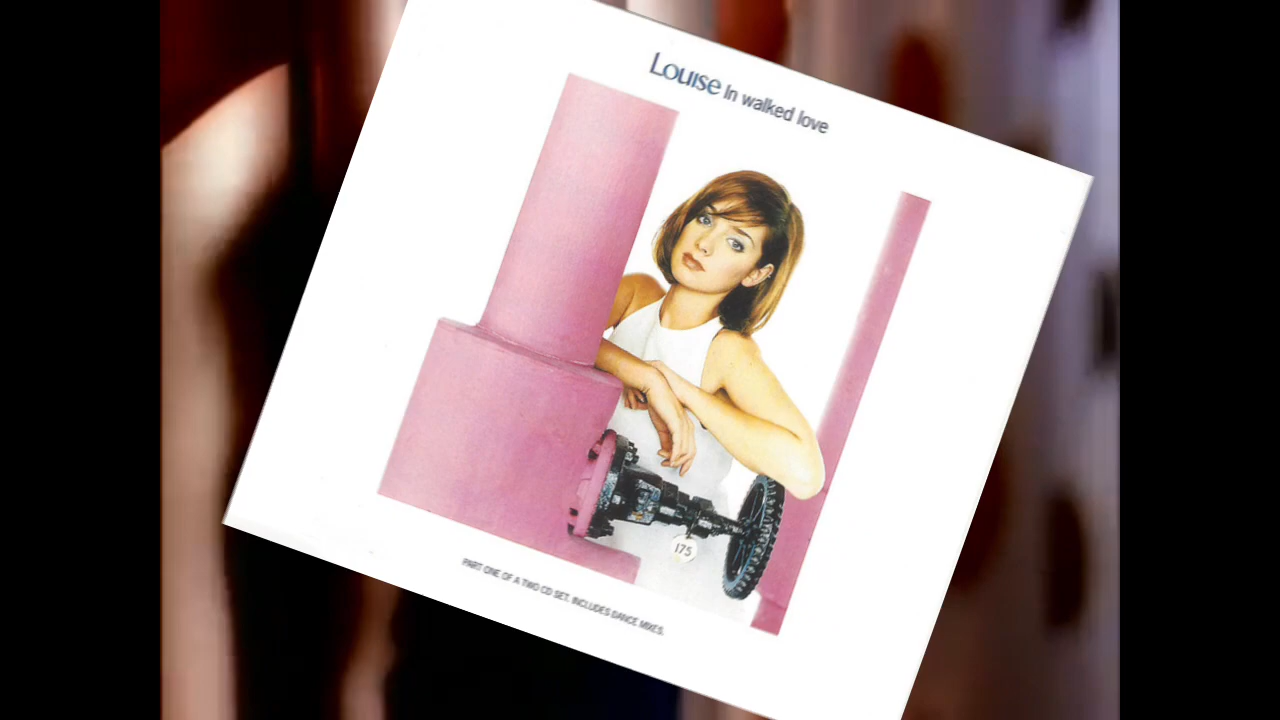 Louise In walked love
175
PART ONE OF A TWO CD SET. INCLUDES DANCE MIXES.